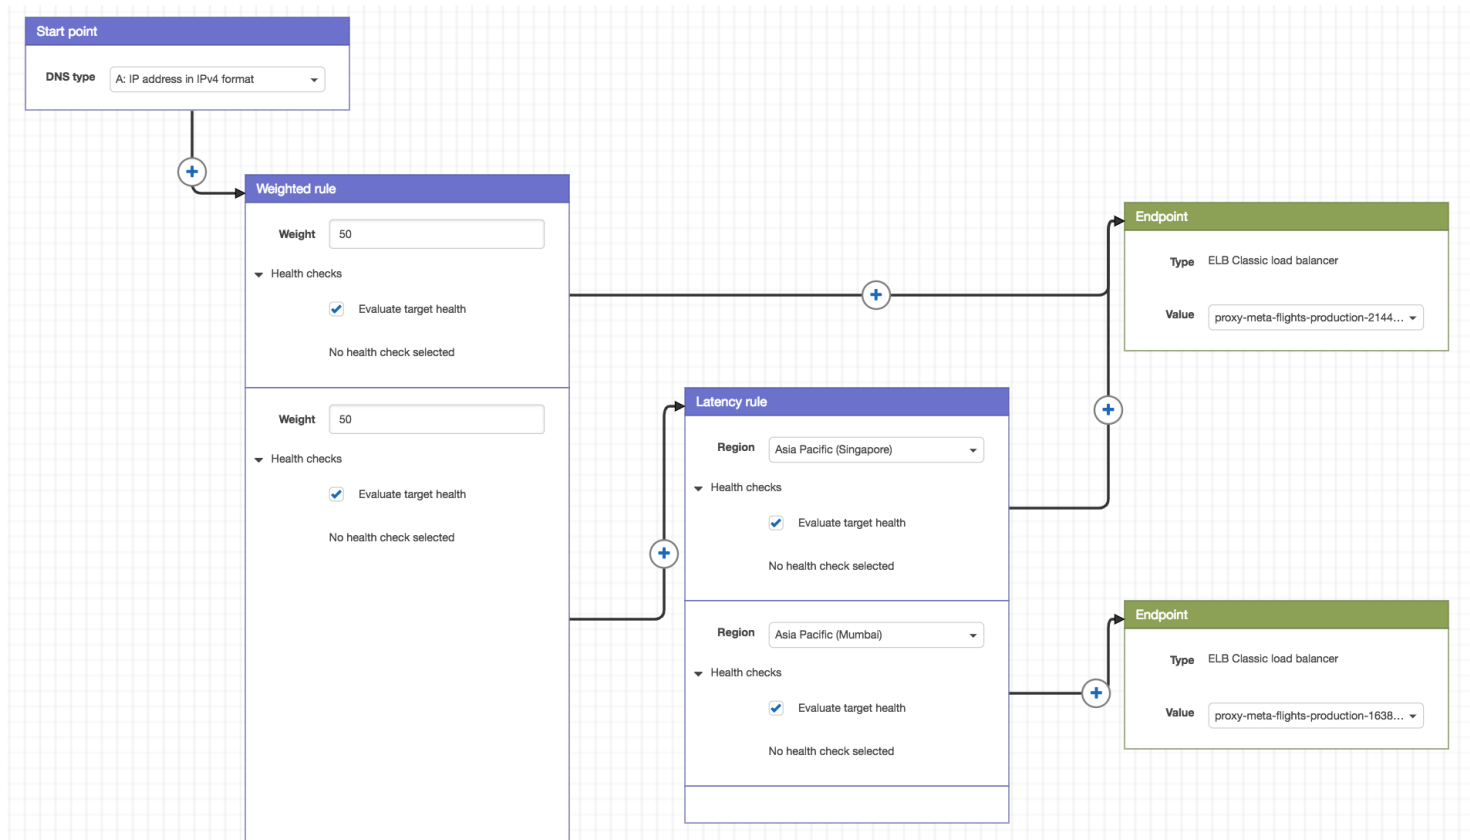 Start point
DNS type A: IP address in IPv4 format
Weighted rule
Weight 50
Health checks
Evaluate target health
No health check selected
Weight 50
Health checks
Evaluate target health
No health check selected
Latency rule
Region Asia Pacific (Singapore)
Health checks
Evaluate target health
No health check selected
Region Asia Pacific (Mumbai)
Health checks
Evaluate target health
No health check selected
Endpoint
Type ELB Classic load balancer
Value proxy-meta-flights-production-2144...
Endpoint
Type ELB Classic load balancer
Value proxy-meta-flights-production-1638...